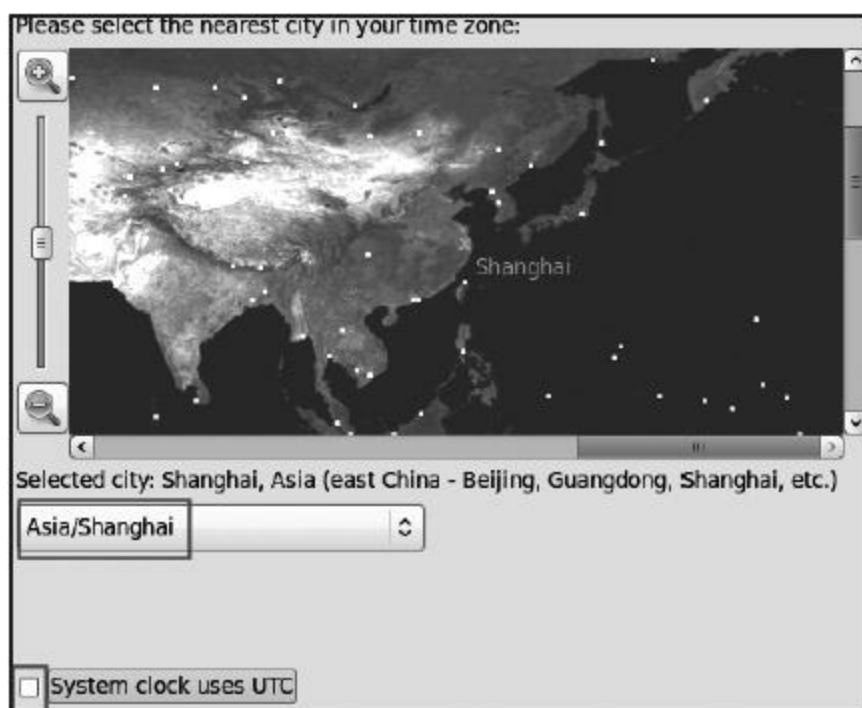 Please select the nearest city in your time zone:
Shanghai
Selected city: Shanghai, Asia (east China - Beijing, Guangdong, Shanghai, etc.)
Asia/Shanghai
System clock uses UTC